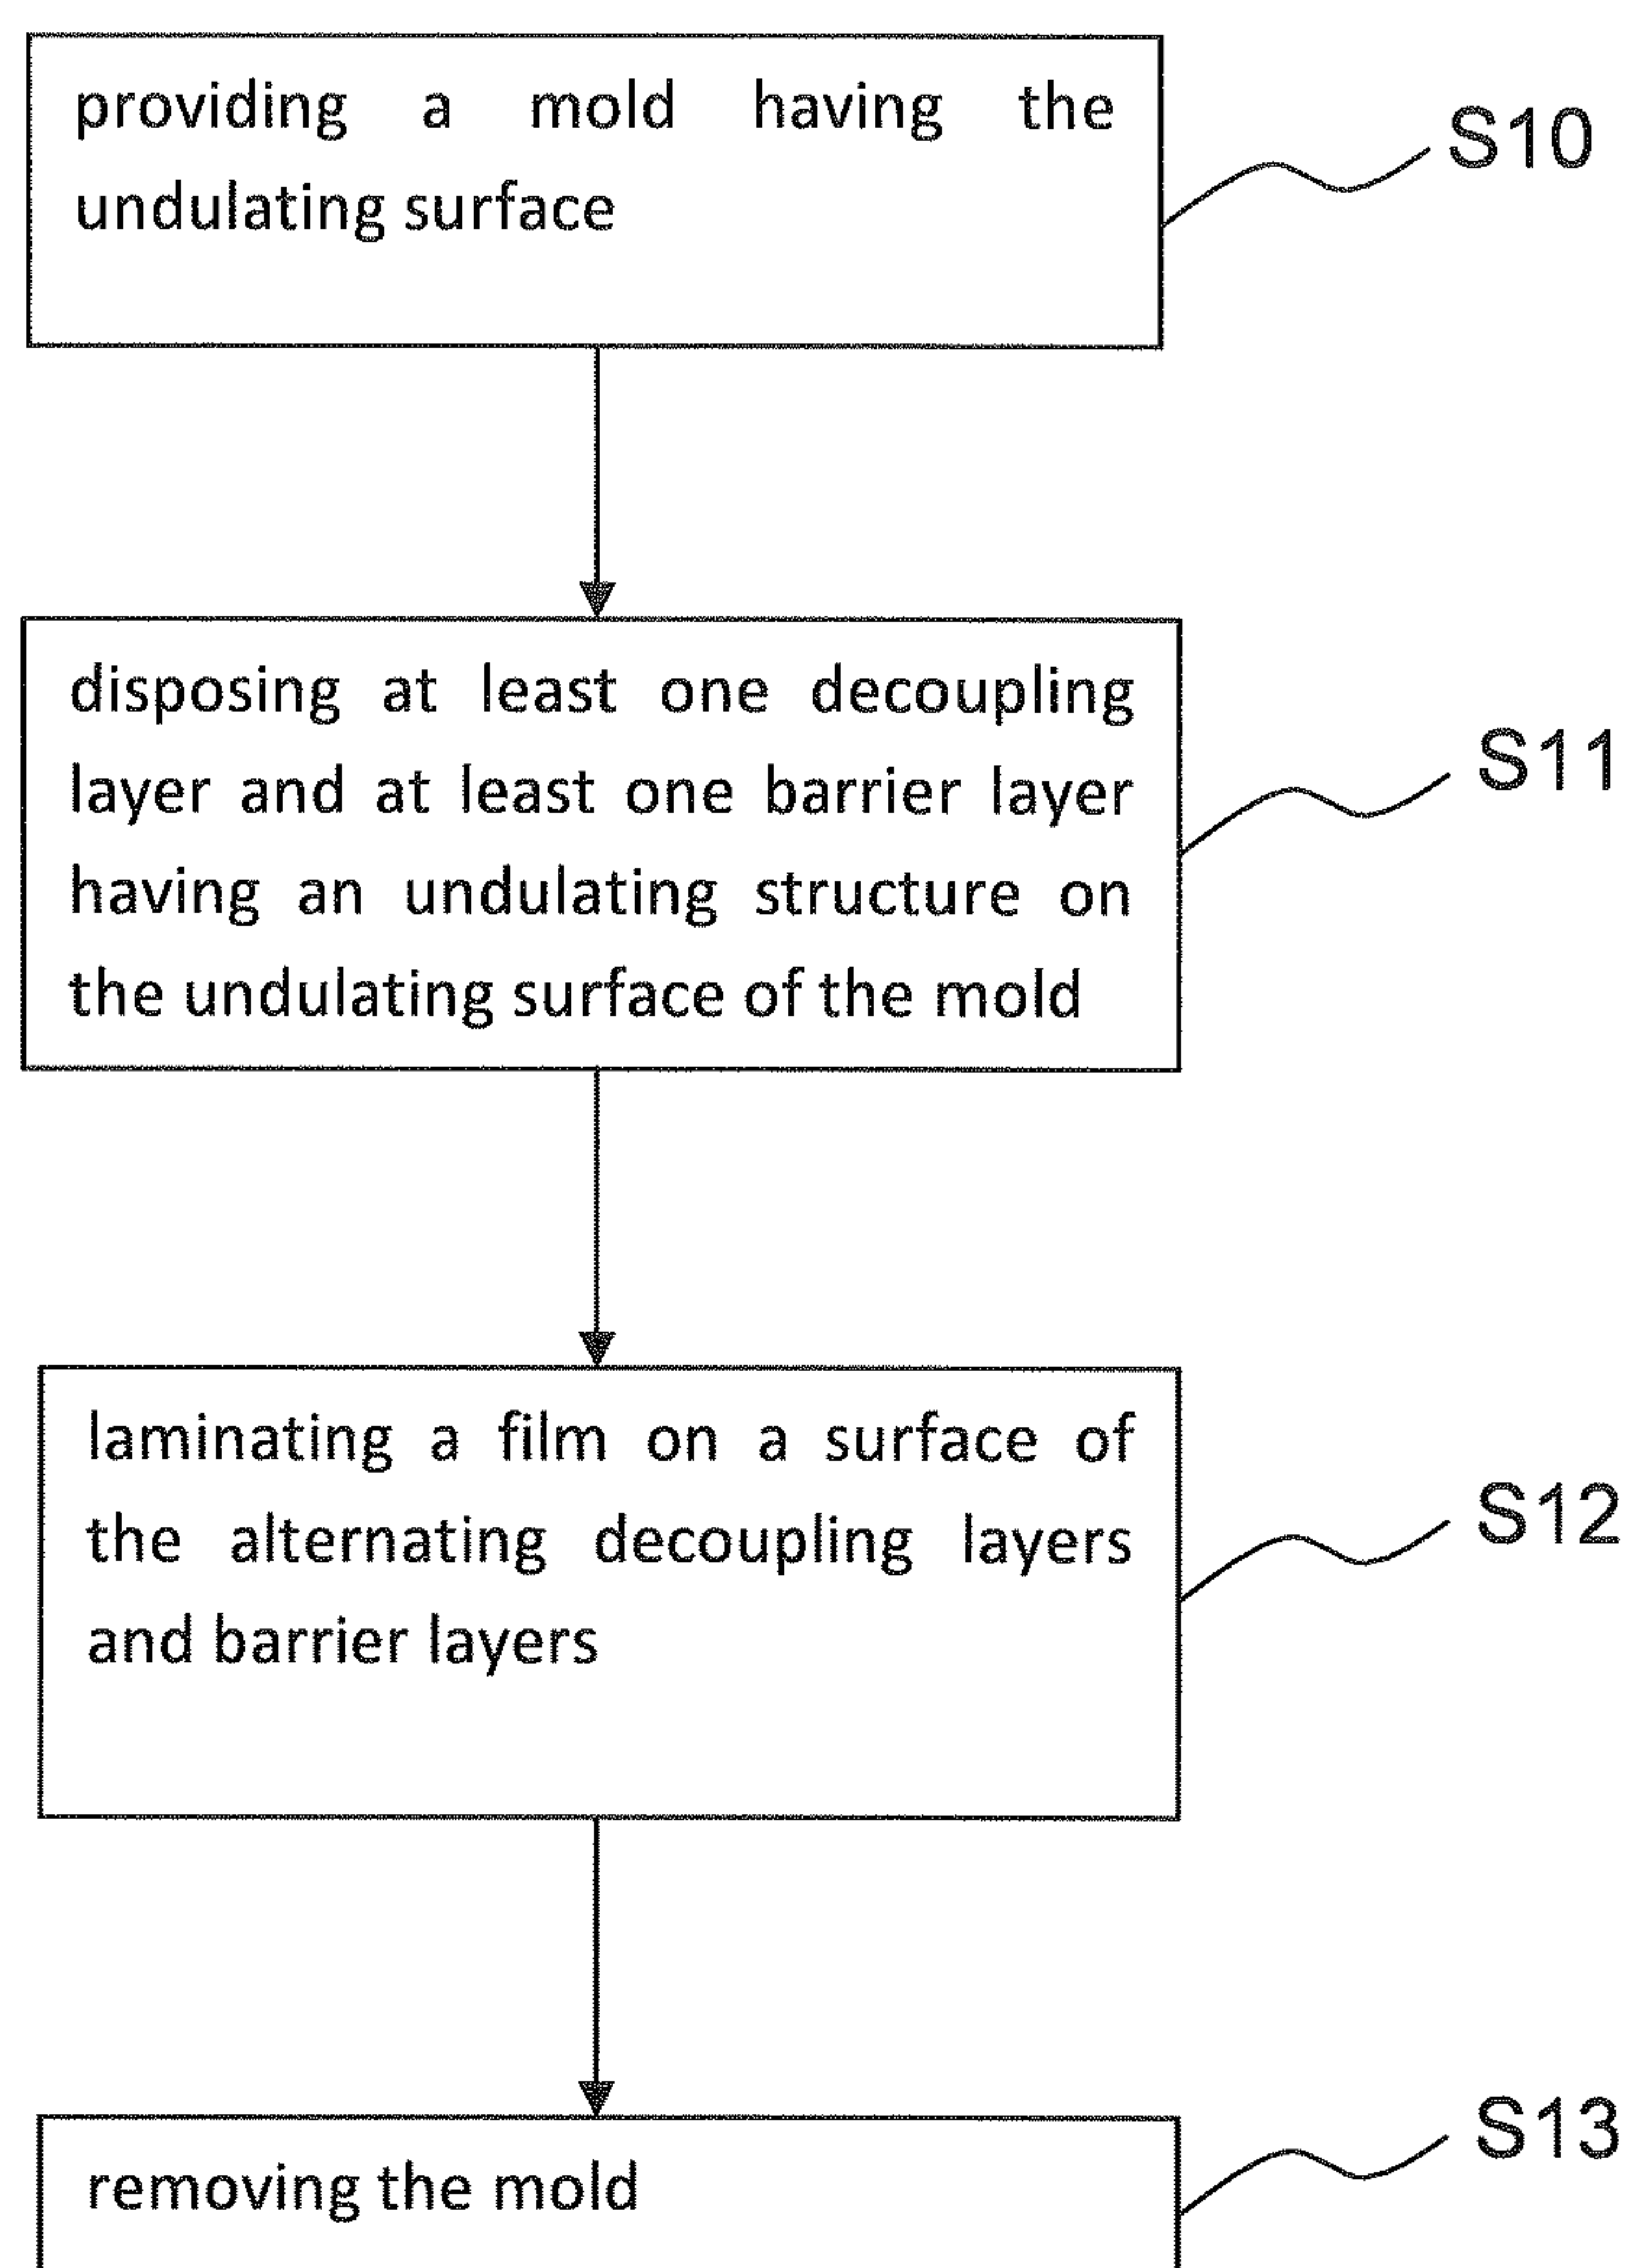 providing a mold having the
undulating surface
S10
disposing at least one decoupling
layer and at least one barrier layer
having an undulating structure on
the undulating surface of the mold
S11
laminating a film on a surface of
the alternating decoupling layers
and barrier layers
S12
removing the mold
S13